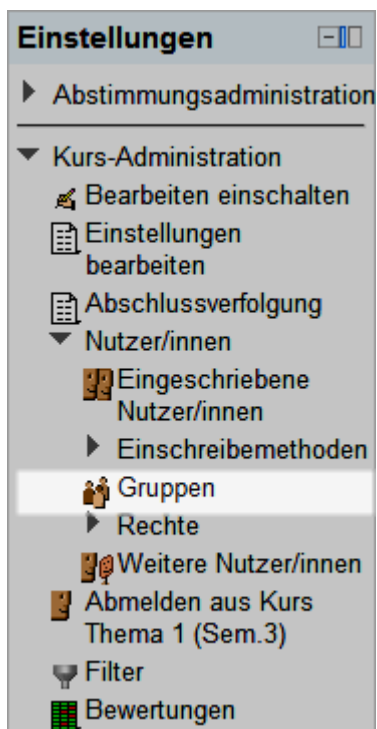 Einstellungen
Abstimmungsadministration
Kurs-Administration
Bearbeiten einschalten
Einstellungen
bearbeiten
Abschlussverfolgung
Nutzer/innen
Eingeschriebene
Nutzer/innen
Einschreibemethoden
Gruppen
Rechte
Weitere Nutzer/innen
Abmelden aus Kurs
Thema 1 (Sem.3)
Filter
Bewertungen